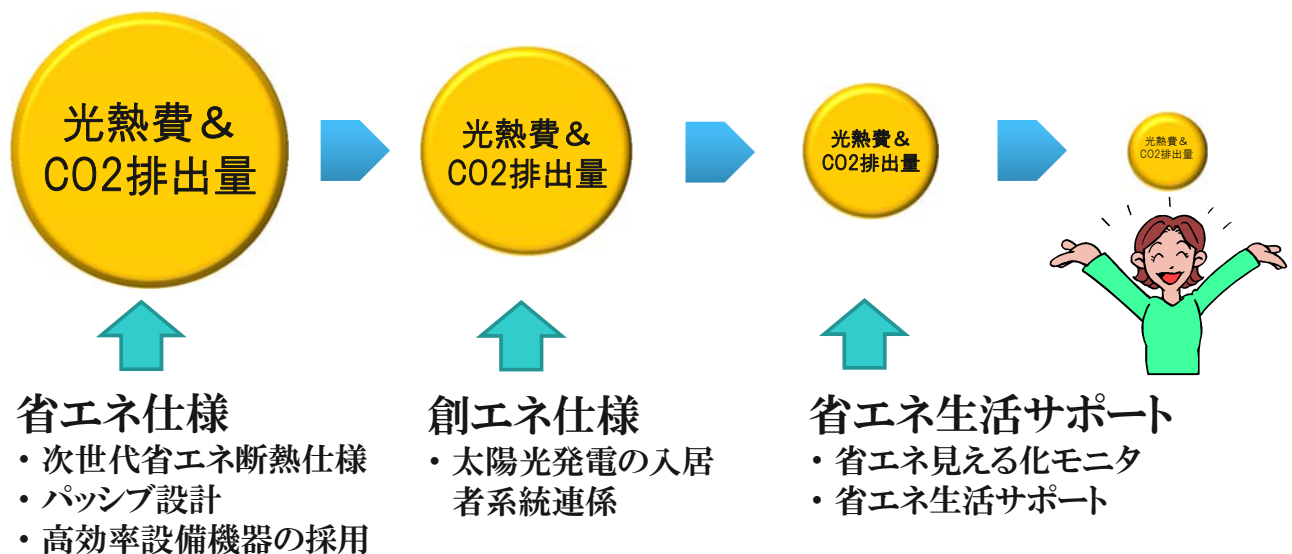 光熱費&
CO2排出量
光熱費&
CO2排出量
光熱費&
CO2排出量
光熱費&
CO2排出量
省エネ仕様
・次世代省エネ断熱仕様
・パッシブ設計
・高効率設備機器の採用
創エネ仕様
・太陽光発電の入居
者系統連係
省エネ生活サポート
・省エネ見える化モニタ
・省エネ生活サポート